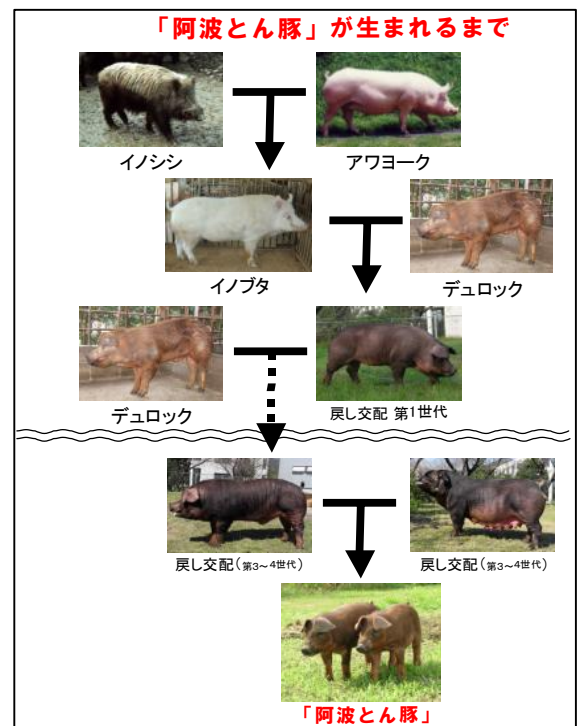 「阿波とん豚」が生まれるまで
イノシシ
アワヨーク
イノブタ
デュロック
デュロック
戻し交配 第1世代
戻し交配(第3~4世代)
戻し交配(第3~4世代)
「阿波とん豚」